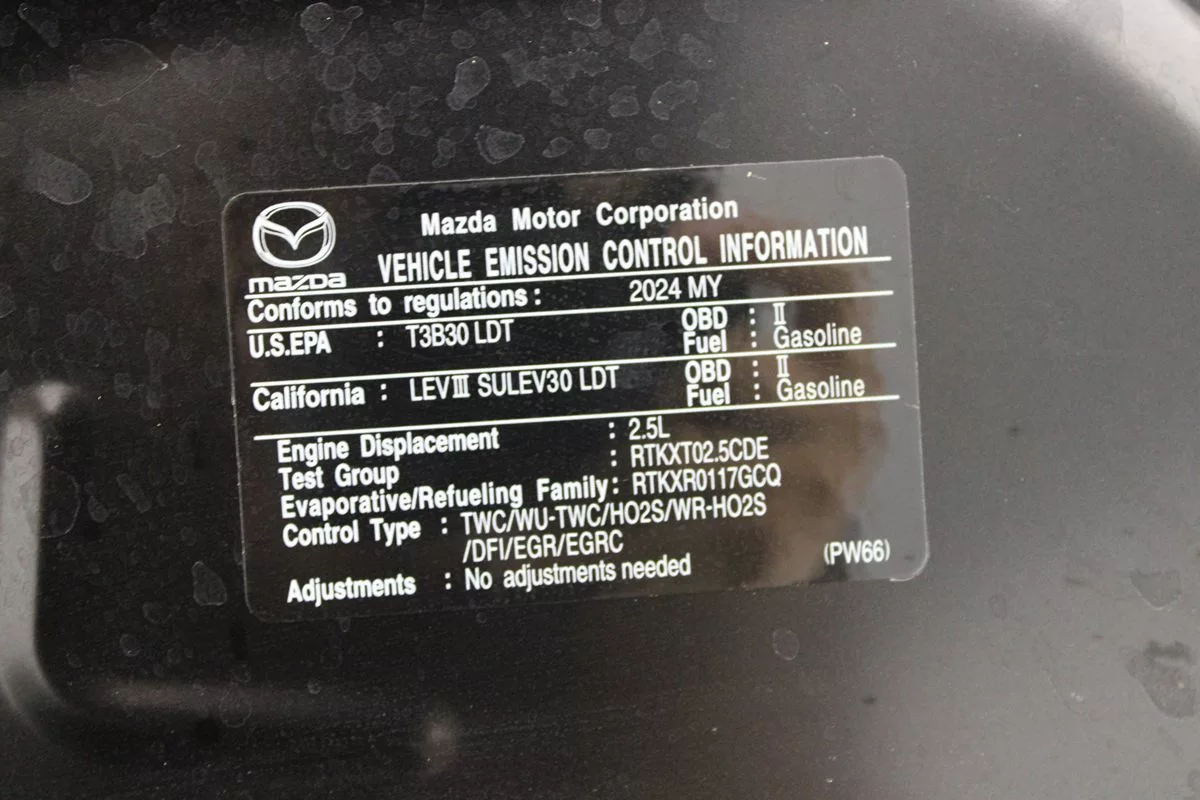 Mazda Motor Corporation
mazda
VEHICLE EMISSION CONTROL INFORMATION
Conforms to regulations : 2024 MY
U.S.EPA : T3B30 LDT OBD : II
Fuel : Gasoline
California : LEVIII SULEV30 LDT OBD : II
Fuel : Gasoline
Engine Displacement : 2.5L
Test Group : RTKXT02.5CDE
Evaporative/Refueling Family : RTKXR0117GCQ
Control Type : TWC/WU-TWC/HO2S/WR-HO2S
/DFI/EGR/EGRC
Adjustments : No adjustments needed (PW66)